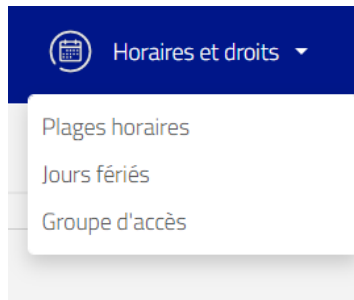 Horaires et droits
Plages horaires
Jours fériés
Groupe d'accès